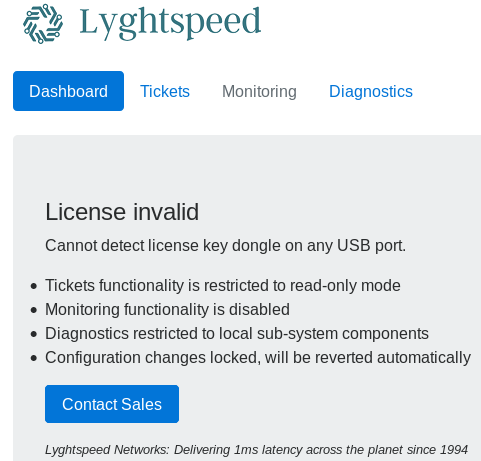 Lyghtspeed
Dashboard Tickets Monitoring Diagnostics
License invalid
Cannot detect license key dongle on any USB port.
• Tickets functionality is restricted to read-only mode
• Monitoring functionality is disabled
• Diagnostics restricted to local sub-system components
• Configuration changes locked, will be reverted automatically
Contact Sales
Lyghtspeed Networks: Delivering 1ms latency across the planet since 1994